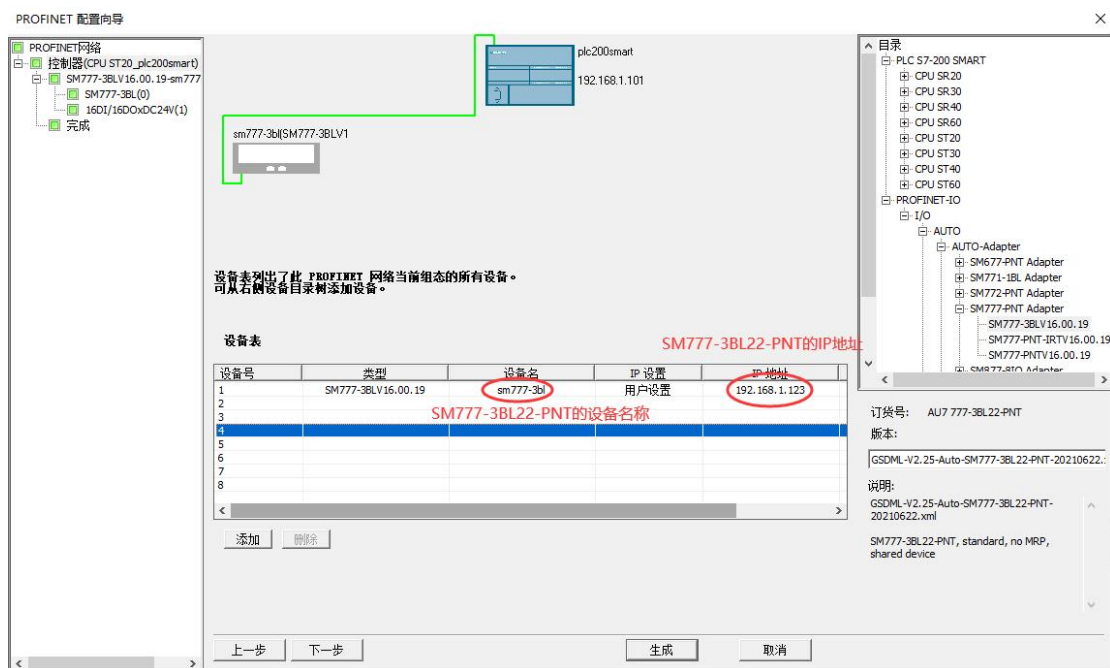 PROFINET 配置向导
PROFINET网络
控制器(CPU ST20_plc200smart)
SM777-3BLV16.00.19-sm777
SM777-3BL(0)
16DI/16DOxDC24V(1)
完成
plc200smart
192.168.1.101
sm777-3bl(SM777-3BLV1
设备表列出了此 PROFINET 网络当前组态的所有设备。
可从右侧设备目录树添加设备。
设备表
SM777-3BL22-PNT的IP地址
设备号 类型 设备名 IP 设置 IP 地址
1 SM777-3BLV16.00.19 sm777-3bl 用户设置 192.168.1.123
2
3
SM777-3BL22-PNT的设备名称
4
5
6
7
8
添加 删除
上一步 下一步 生成 取消
目录
PLC S7-200 SMART
CPU SR20
CPU SR30
CPU SR40
CPU SR60
CPU ST20
CPU ST30
CPU ST40
CPU ST60
PROFINET-IO
I/O
AUTO
AUTO-Adapter
SM677-PNT Adapter
SM771-1BL Adapter
SM772-PNT Adapter
SM777-PNT Adapter
SM777-3BLV16.00.19
SM777-PNT-IRTV16.00.19
SM777-PNTV16.00.19
SM877-8IO Adapter
订货号: AU7 777-3BL22-PNT
版本:
GSDML-V2.25-Auto-SM777-3BL22-PNT-20210622.
说明:
GSDML-V2.25-Auto-SM777-3BL22-PNT-
20210622.xml
SM777-3BL22-PNT, standard, no MRP,
shared device